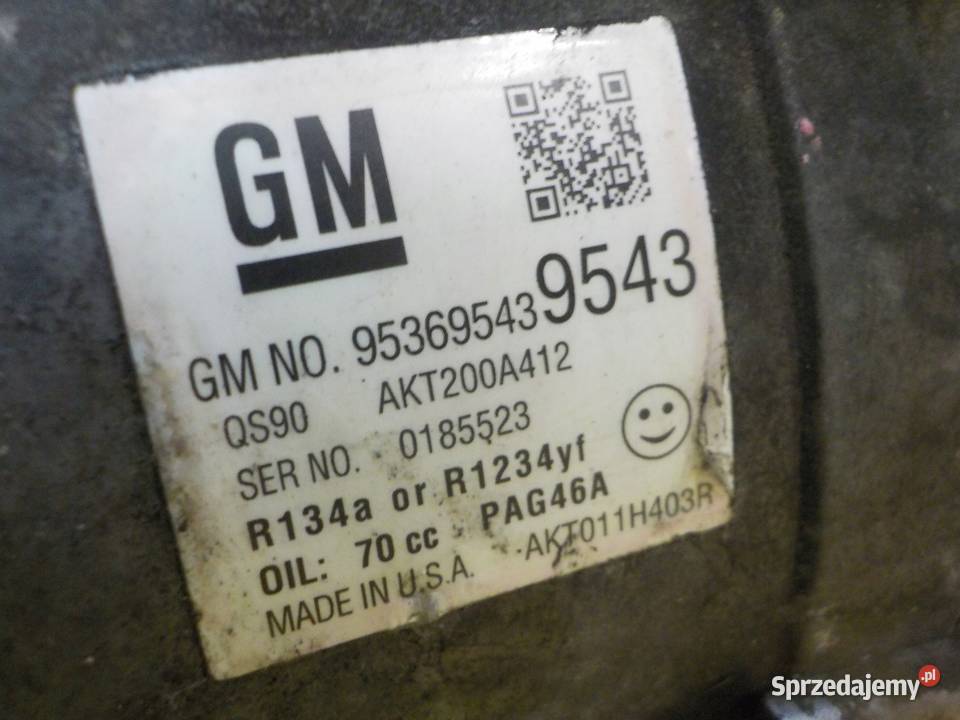 GM
GM NO. 95369543 9543
QS90 AKT200A412
SER NO. 0185523
R134a or R1234yf
OIL: 70 cc PAG46A
MADE IN U.S.A. AKT011H403R
Sprzedajemy.pl